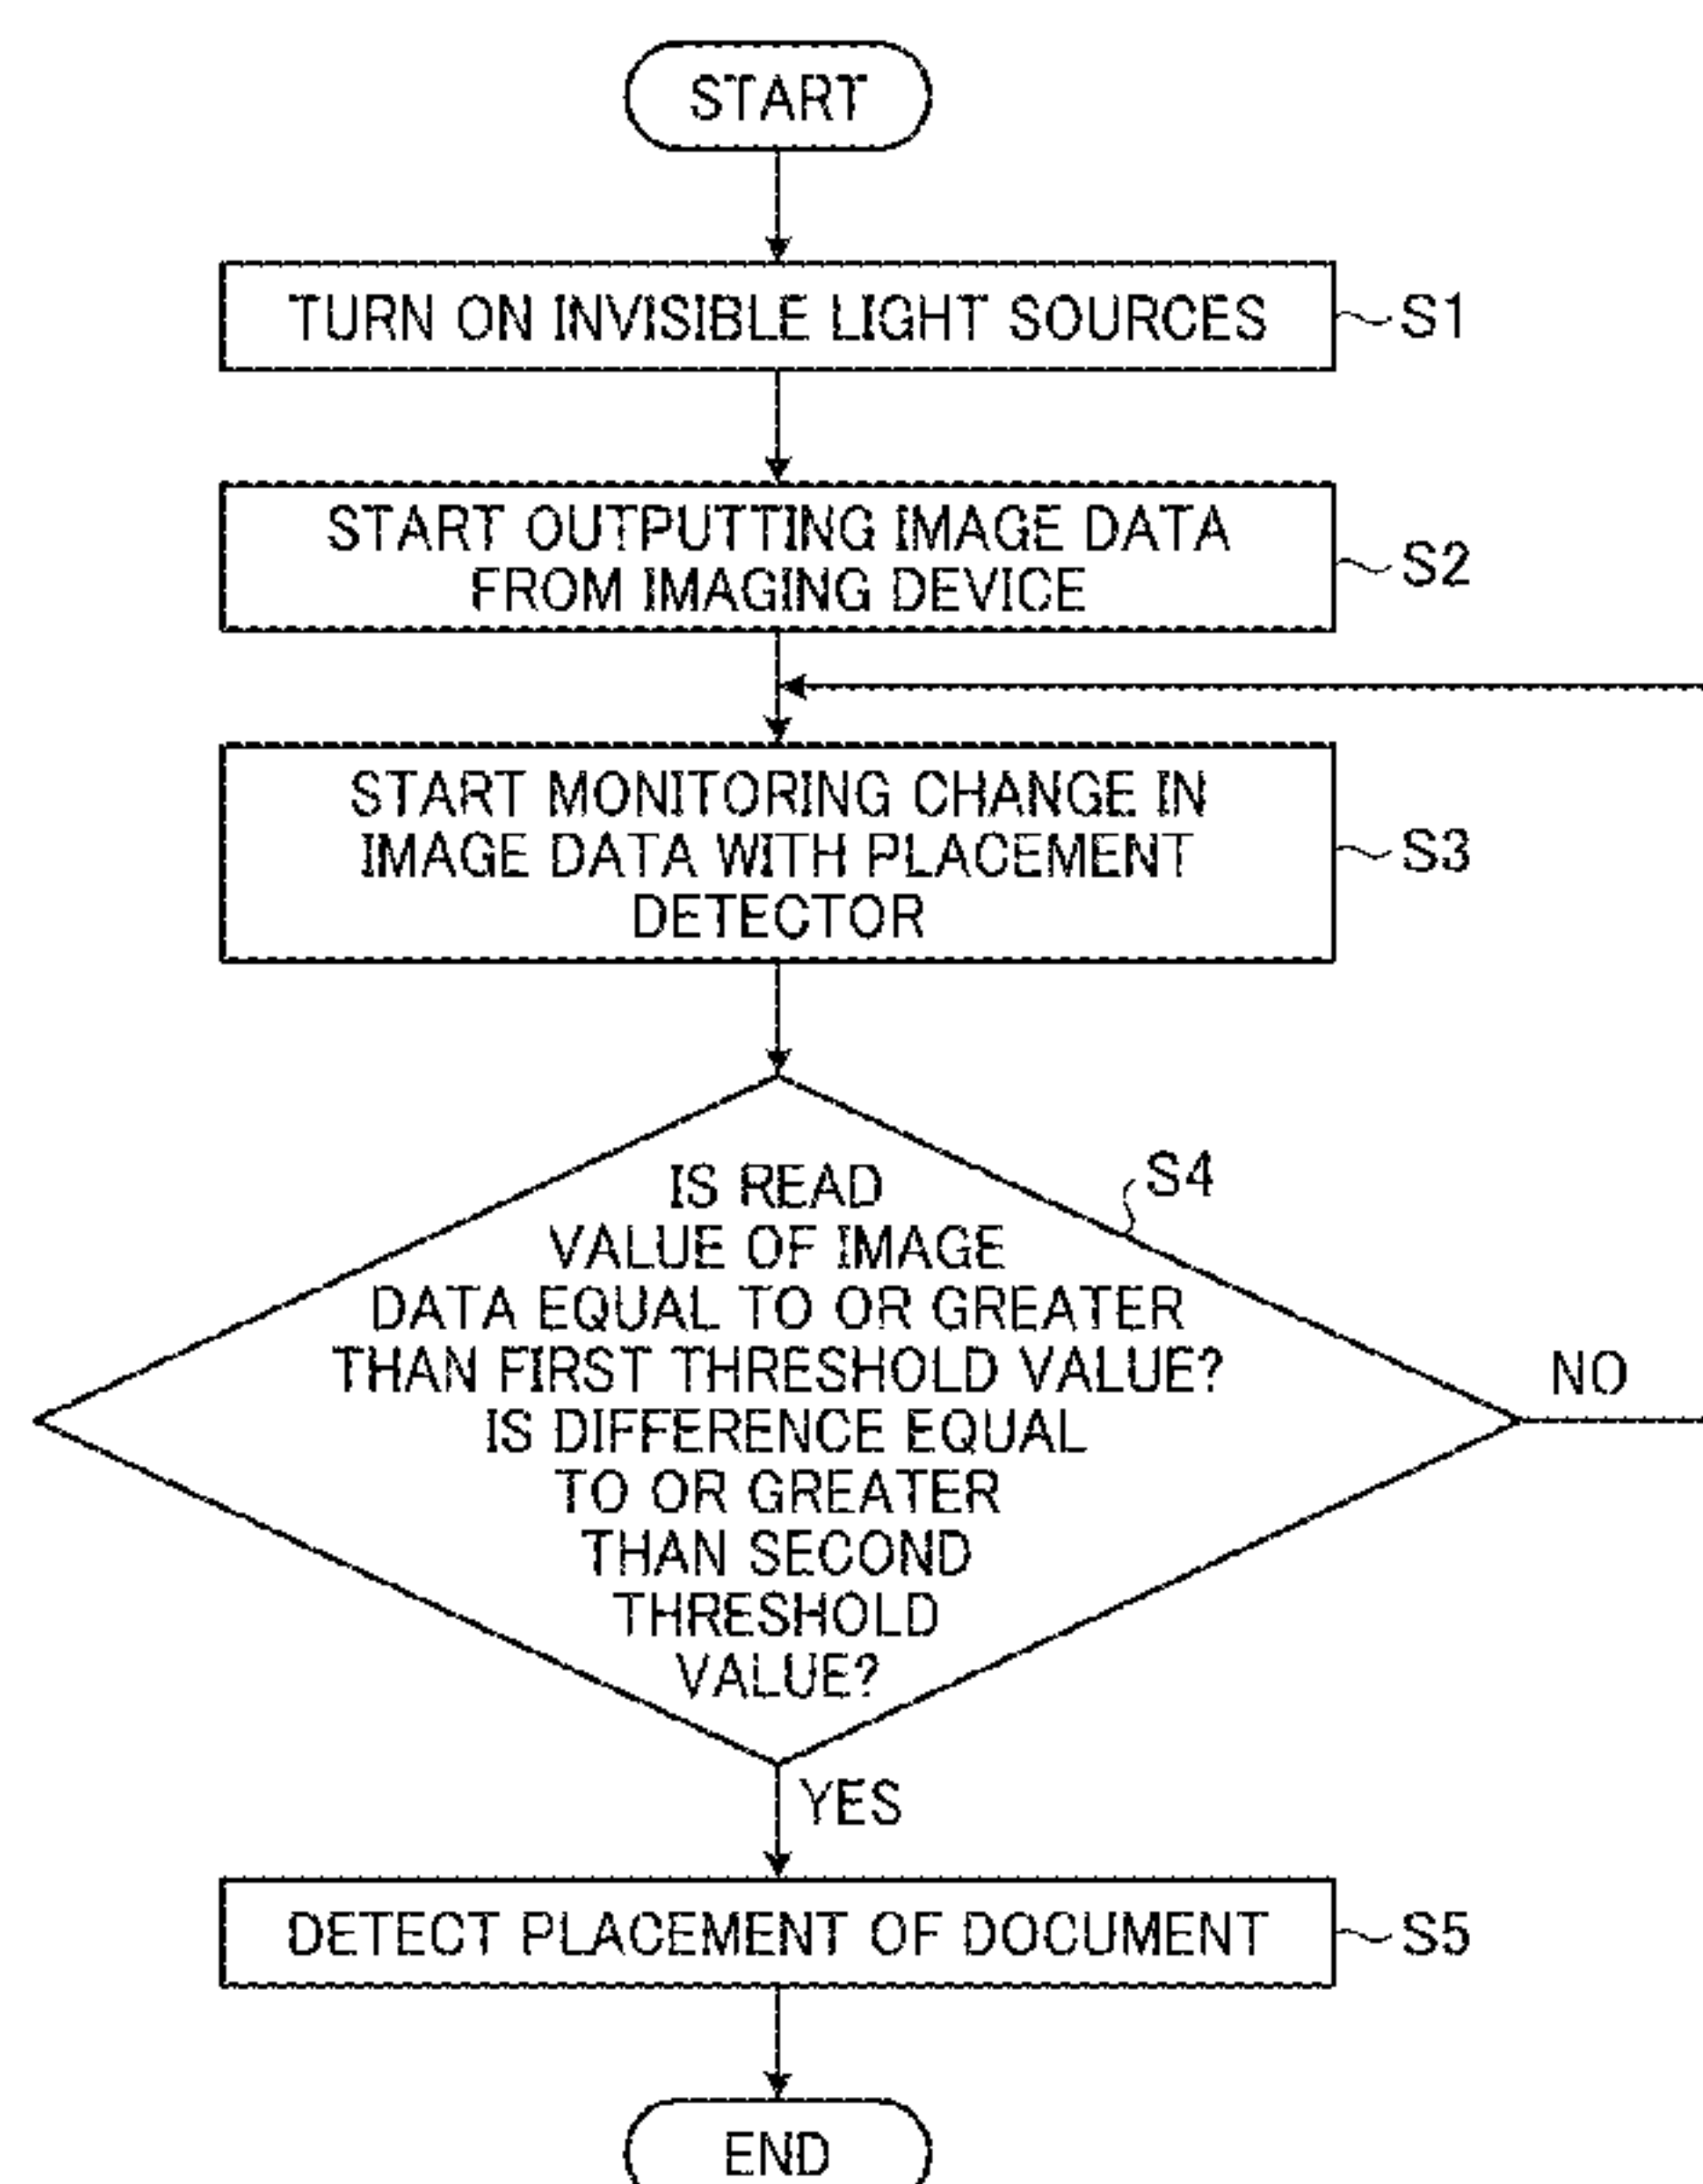 START
TURN ON INVISIBLE LIGHT SOURCES
S1
START OUTPUTTING IMAGE DATA
FROM IMAGING DEVICE
S2
START MONITORING CHANGE IN
IMAGE DATA WITH PLACEMENT
DETECTOR
S3
IS READ
VALUE OF IMAGE
DATA EQUAL TO OR GREATER
THAN FIRST THRESHOLD VALUE?
IS DIFFERENCE EQUAL
TO OR GREATER
THAN SECOND
THRESHOLD
VALUE?
S4
NO
YES
DETECT PLACEMENT OF DOCUMENT
S5
END